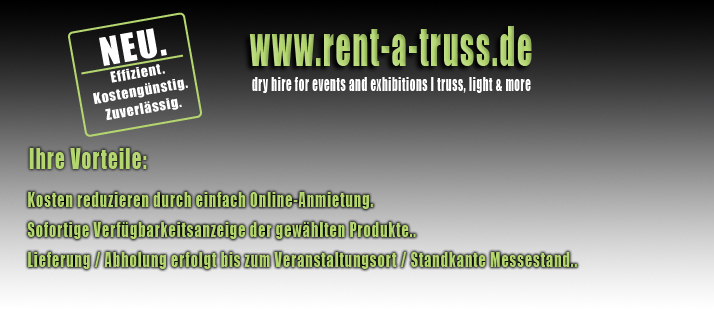 NEU.
Effizient.
Kostengünstig.
Zuverlässig.
www.rent-a-truss.de
dry hire for events and exhibitions I truss, light & more
Ihre Vorteile:
Kosten reduzieren durch einfach Online-Anmietung.
Sofortige Verfügbarkeitsanzeige der gewählten Produkte..
Lieferung / Abholung erfolgt bis zum Veranstaltungsort / Standkante Messestand..